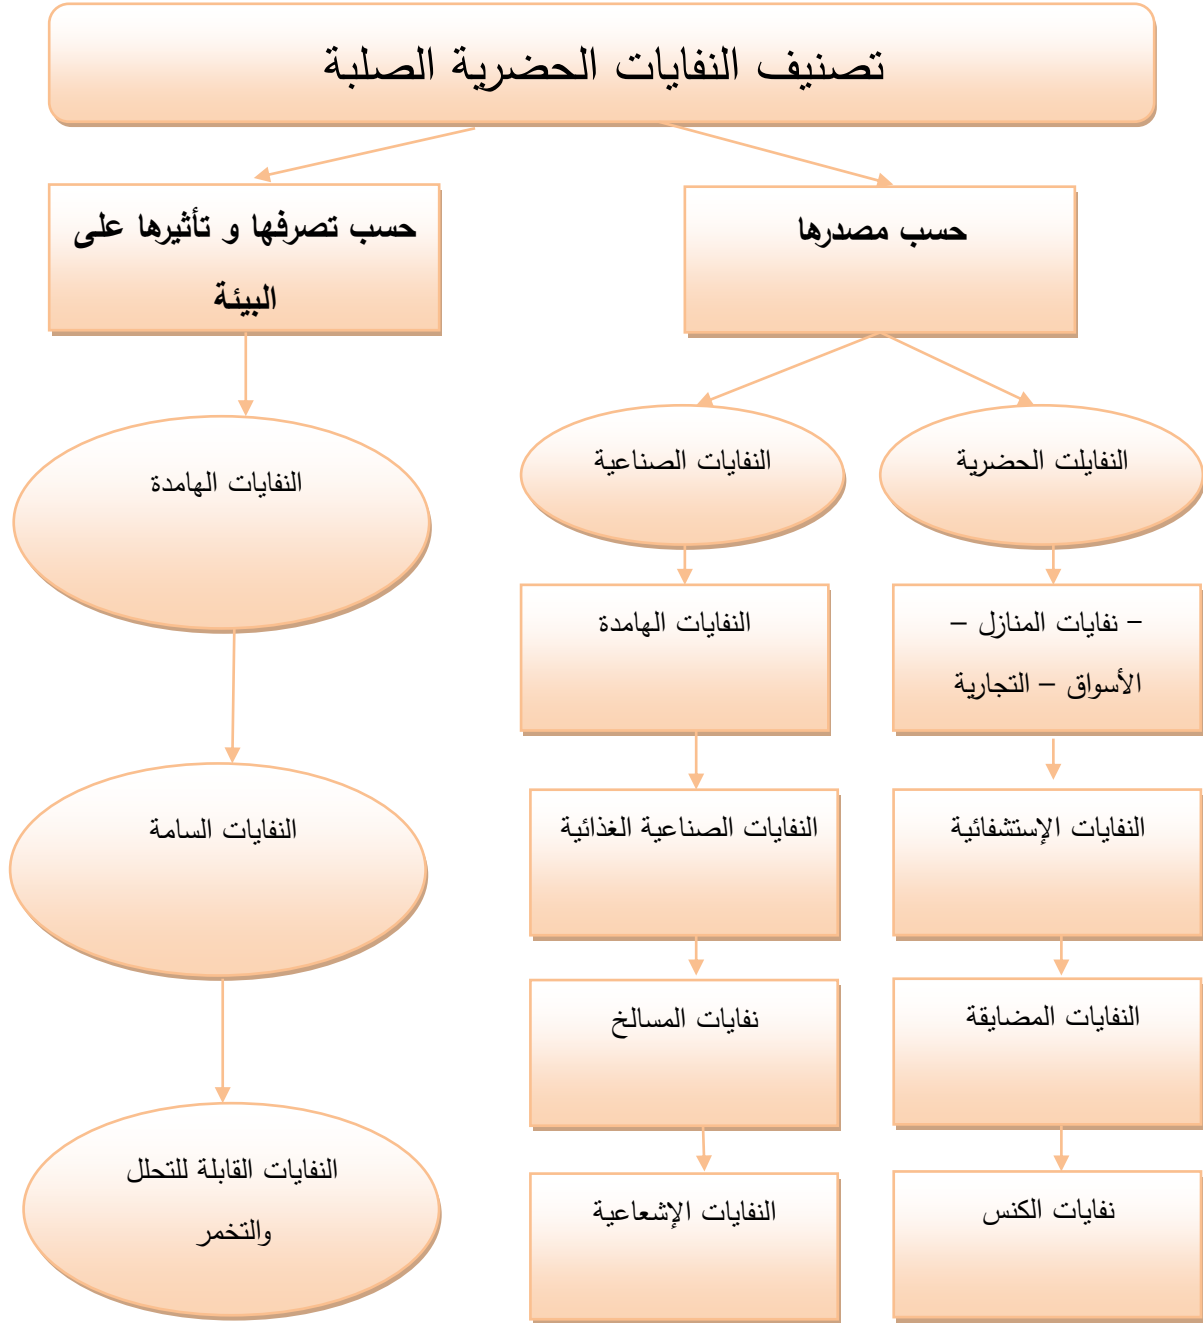 تصنيف النفايات الحضرية الصلبة
حسب مصدرها
حسب تصرفها و تأثيرها على
البيئة
النفايلت الحضرية
النفايات الصناعية
النفايات الهامدة
– نفايات المنازل –
الأسواق – التجارية
النفايات الهامدة
النفايات الإستشفائية
النفايات الصناعية الغذائية
النفايات السامة
النفايات المضايقة
نفايات المسالخ
النفايات القابلة للتحلل
والتخمر
نفايات الكنس
النفايات الإشعاعية